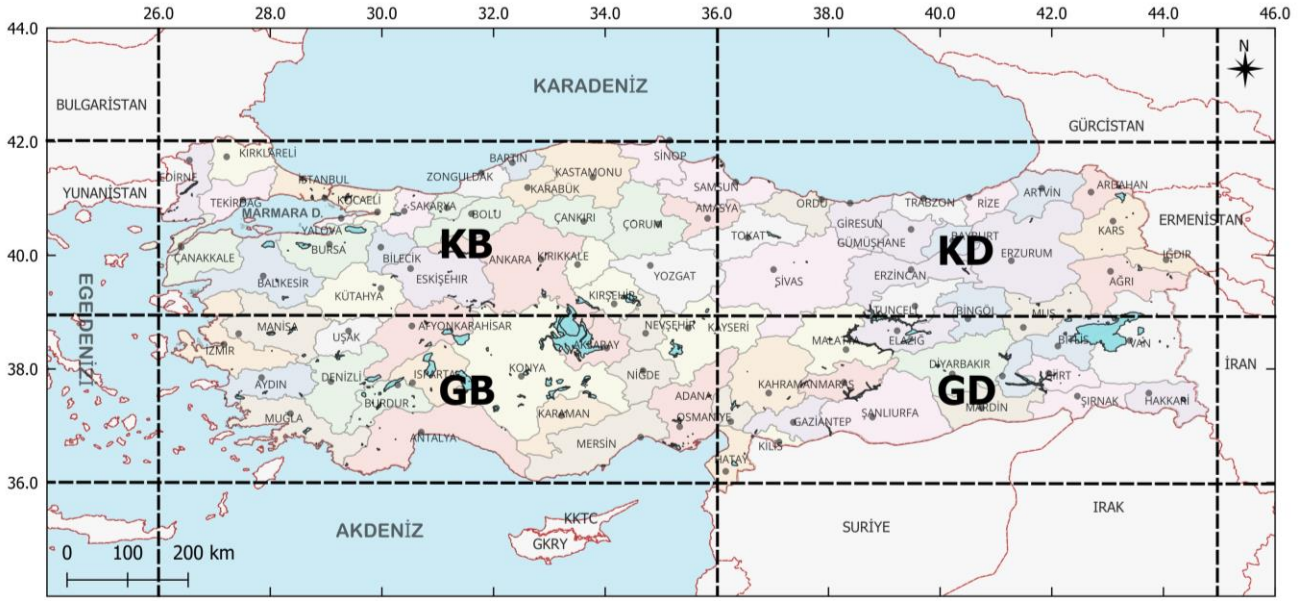 26.0 28.0 30.0 32.0 34.0 36.0 38.0 40.0 42.0 44.0 46.0
44.0
N
KARADENİZ
BULGARİSTAN
GÜRCİSTAN
42.0
KIRKLARELİ
BARTIN
SİNOP
EDİRNE
İSTANBUL
ZONGULDAK
KASTAMONU
KARABÜK
SAMSUN
ARTVİN
ARDAHAN
YUNANİSTAN
TEKİRDAĞ
KOCAELİ
SAKARYA
AMASYA
ORDU
TRABZON
RİZE
MARMARA D.
BOLU
ÇANKIRI
ÇORUM
GİRESUN
ERMENİSTAN
YALOVA
TOKAT
GÜMÜŞHANE
BAYBURT
KARS
BURSA
KB
KD
ERZURUM
40.0
ÇANAKKALE
BİLECİK
ANKARA
KIRIKKALE
IĞDIR
ESKİŞEHİR
YOZGAT
SİVAS
ERZİNCAN
AĞRI
BALIKESİR
KÜTAHYA
KIRŞEHİR
TUNCELİ
BİNGÖL
MUŞ
EGE DENİZİ
MANİSA
UŞAK
AFYONKARAHİSAR
NEVŞEHİR
KAYSERİ
MALATYA
ELAZIĞ
BİTLİS
VAN
İZMİR
AKSARAY
DİYARBAKIR
İRAN
38.0
AYDIN
DENİZLİ
ISPARTA
KONYA
NİĞDE
KAHRAMANMARAŞ
SİİRT
GB
GD
BURDUR
ADANA
ŞIRNAK
HAKKARİ
MUĞLA
KARAMAN
OSMANİYE
GAZİANTEP
ŞANLIURFA
MARDİN
ANTALYA
MERSİN
KİLİS
HATAY
36.0
AKDENİZ
KKTC
GKRY
SURİYE
IRAK
0 100 200 km